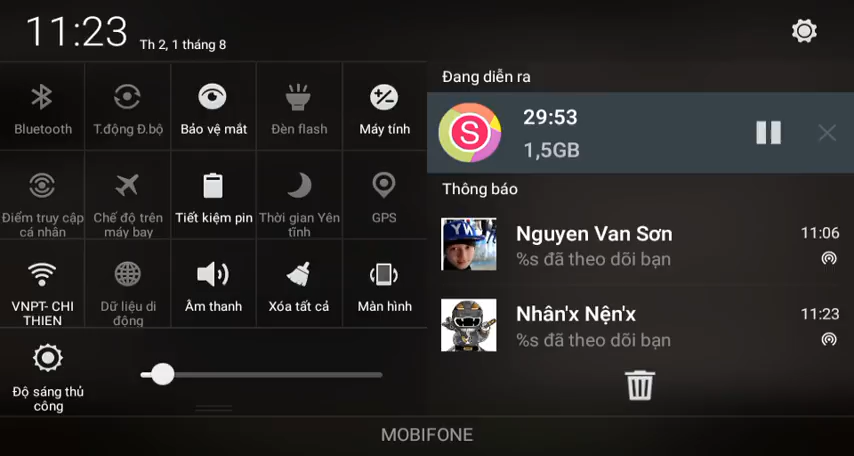 11:23
Th 2, 1 tháng 8
Bluetooth
T.động Đ.bộ
Bảo vệ mắt
Đèn flash
Máy tính
Điểm truy cập
cá nhân
Chế độ trên
máy bay
Tiết kiệm pin
Thời gian Yên
tĩnh
GPS
VNPT- CHI
THIEN
Dữ liệu di
động
Âm thanh
Xóa tất cả
Màn hình
Độ sáng thủ
công
Đang diễn ra
S
29:53
1,5GB
Thông báo
YW
Nguyen Van Sơn
11:06
%s đã theo dõi bạn
Nhân'x Nện'x
11:23
%s đã theo dõi bạn
MOBIFONE